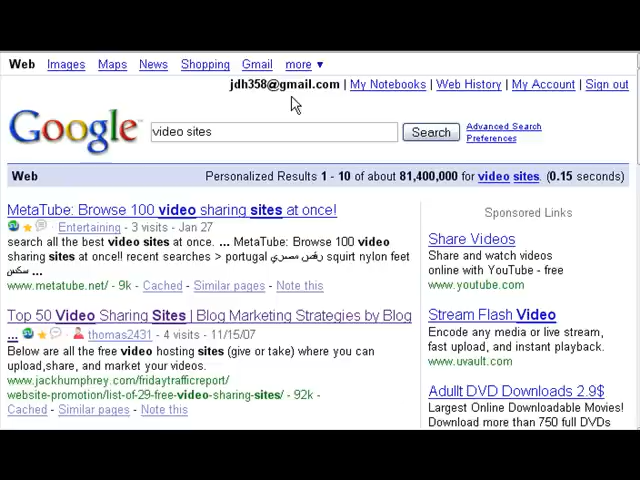 Web Images Maps News Shopping Gmail more ▼
jdh358@gmail.com | My Notebooks | Web History | My Account | Sign out
Google
video sites
Search
Advanced Search
Preferences
Web
Personalized Results 1 - 10 of about 81,400,000 for video sites. (0.15 seconds)
MetaTube: Browse 100 video sharing sites at once!
Entertaining - 3 visits - Jan 27
search all the best video sites at once. ... MetaTube: Browse 100 video
sharing sites at once!! recent searches > portugal رقص مصري squirt nylon feet
سكس ...
www.metatube.net/ - 9k - Cached - Similar pages - Note this
Top 50 Video Sharing Sites | Blog Marketing Strategies by Blog
...
thomas2431 - 4 visits - 11/15/07
Below are all the free video hosting sites (give or take) where you can
upload,share, and market your videos.
www.jackhumphrey.com/fridaytrafficreport/
website-promotion/list-of-29-free-video-sharing-sites/ - 92k -
Cached - Similar pages - Note this
Sponsored Links
Share Videos
Share and watch videos
online with YouTube - free
www.youtube.com
Stream Flash Video
Encode any media or live stream,
fast upload, and instant playback.
www.uvault.com
Adullt DVD Downloads 2.9$
Largest Online Downloadable Movies!
Download more than 750 full DVDs